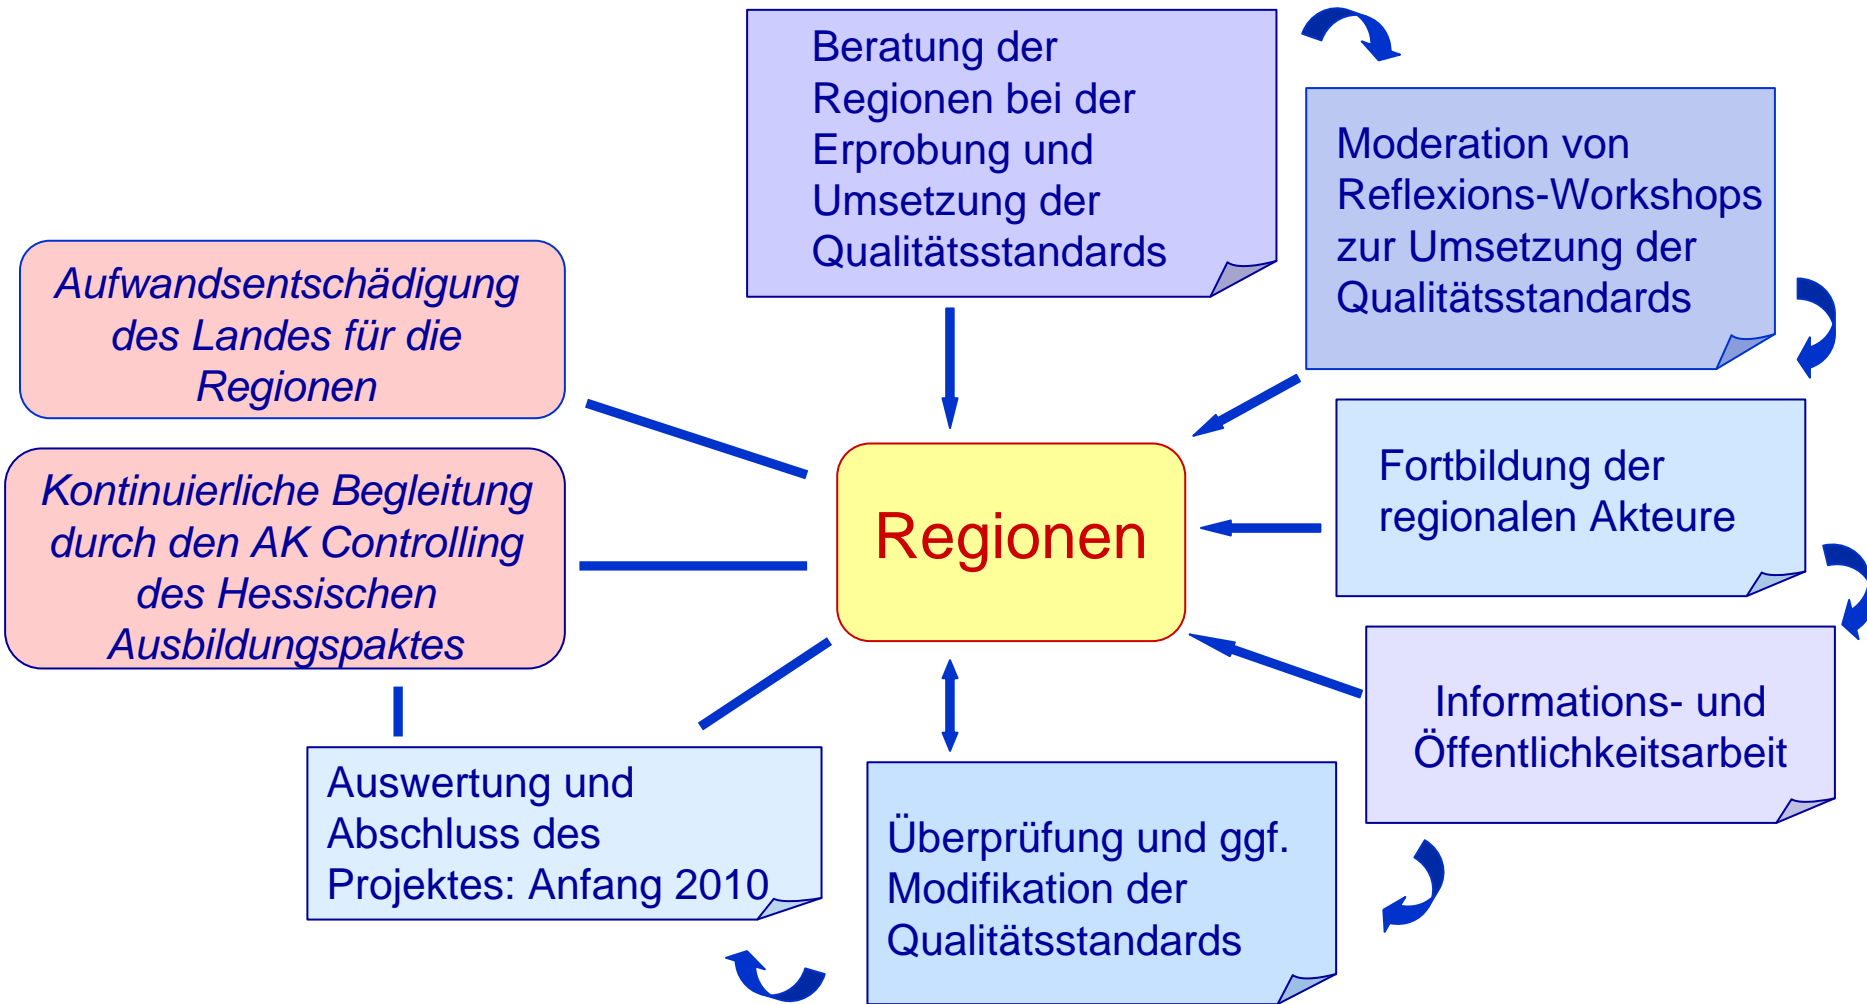 Beratung der
Regionen bei der
Erprobung und
Umsetzung der
Qualitätsstandards
Moderation von
Reflexions-Workshops
zur Umsetzung der
Qualitätsstandards
Aufwandsentschädigung
des Landes für die
Regionen
Kontinuierliche Begleitung
durch den AK Controlling
des Hessischen
Ausbildungspaktes
Regionen
Fortbildung der
regionalen Akteure
Informations- und
Öffentlichkeitsarbeit
Überprüfung und ggf.
Modifikation der
Qualitätsstandards
Auswertung und
Abschluss des
Projektes: Anfang 2010